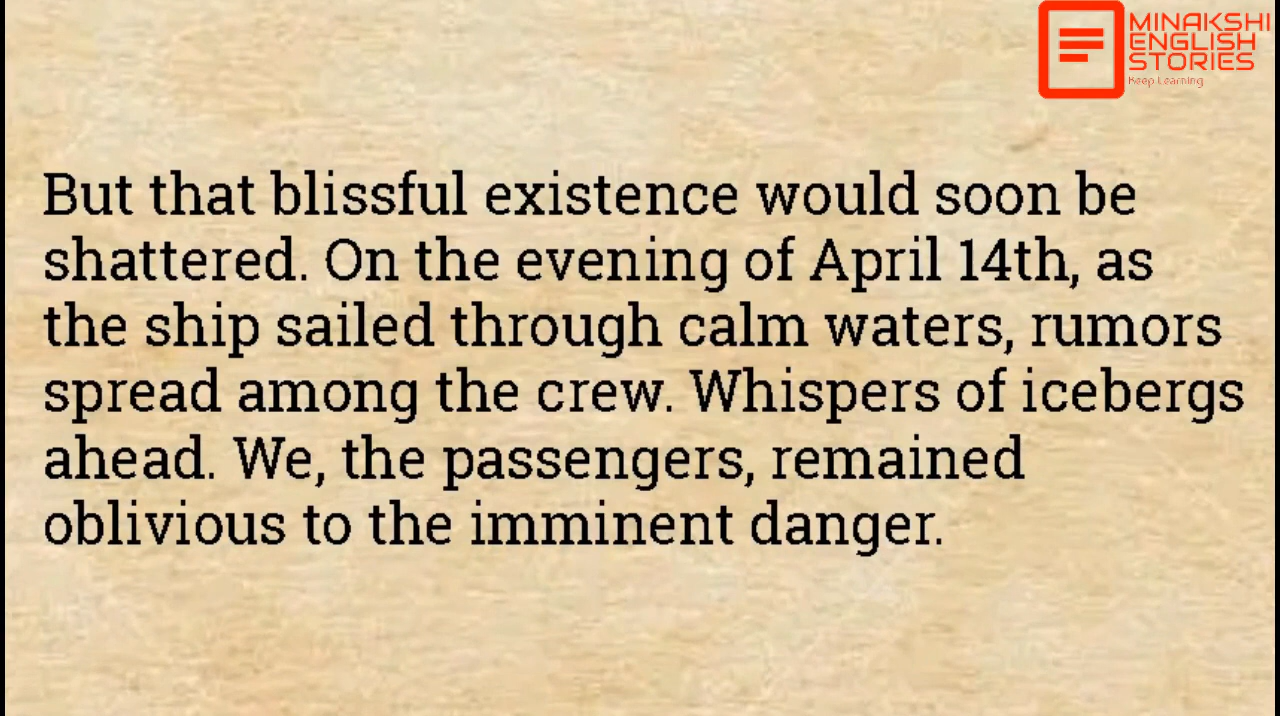 MINAKSHI
ENGLISH
STORIES
Keep Learning
But that blissful existence would soon be
shattered. On the evening of April 14th, as
the ship sailed through calm waters, rumors
spread among the crew. Whispers of icebergs
ahead. We, the passengers, remained
oblivious to the imminent danger.